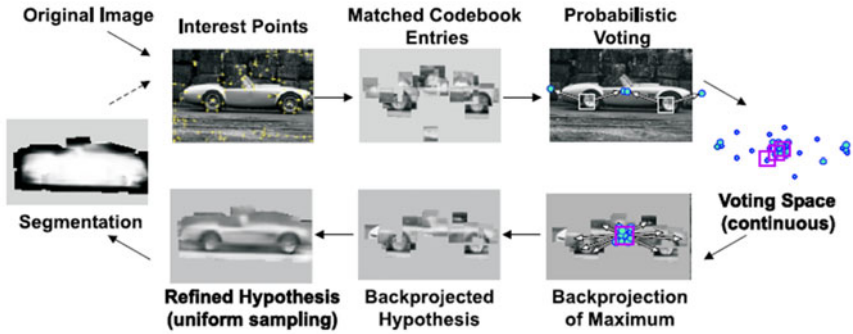 Original Image
Interest Points
Matched Codebook
Entries
Probabilistic
Voting
Segmentation
Voting Space
(continuous)
Refined Hypothesis
(uniform sampling)
Backprojected
Hypothesis
Backprojection
of Maximum